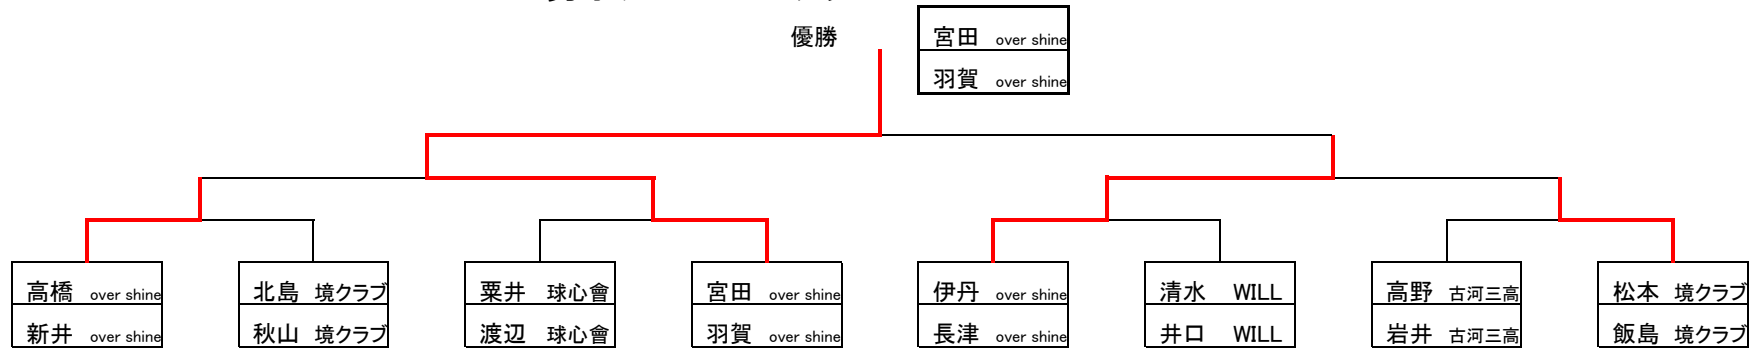 優勝
宮田 over shine
羽賀 over shine
高橋 over shine
新井 over shine
北島 境クラブ
秋山 境クラブ
粟井 球心會
渡辺 球心會
宮田 over shine
羽賀 over shine
伊丹 over shine
長津 over shine
清水 WILL
井口 WILL
高野 古河三高
岩井 古河三高
松本 境クラブ
飯島 境クラブ